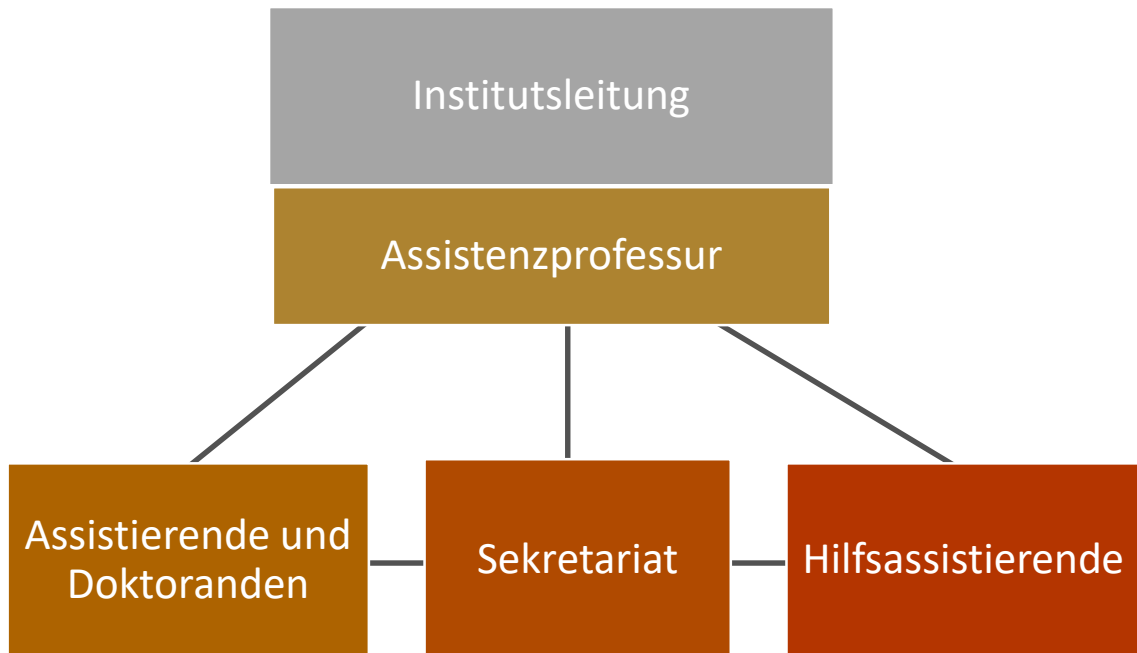 Institutsleitung
Assistenzprofessur
Assistierende und
Doktoranden
Sekretariat
Hilfsassistierende